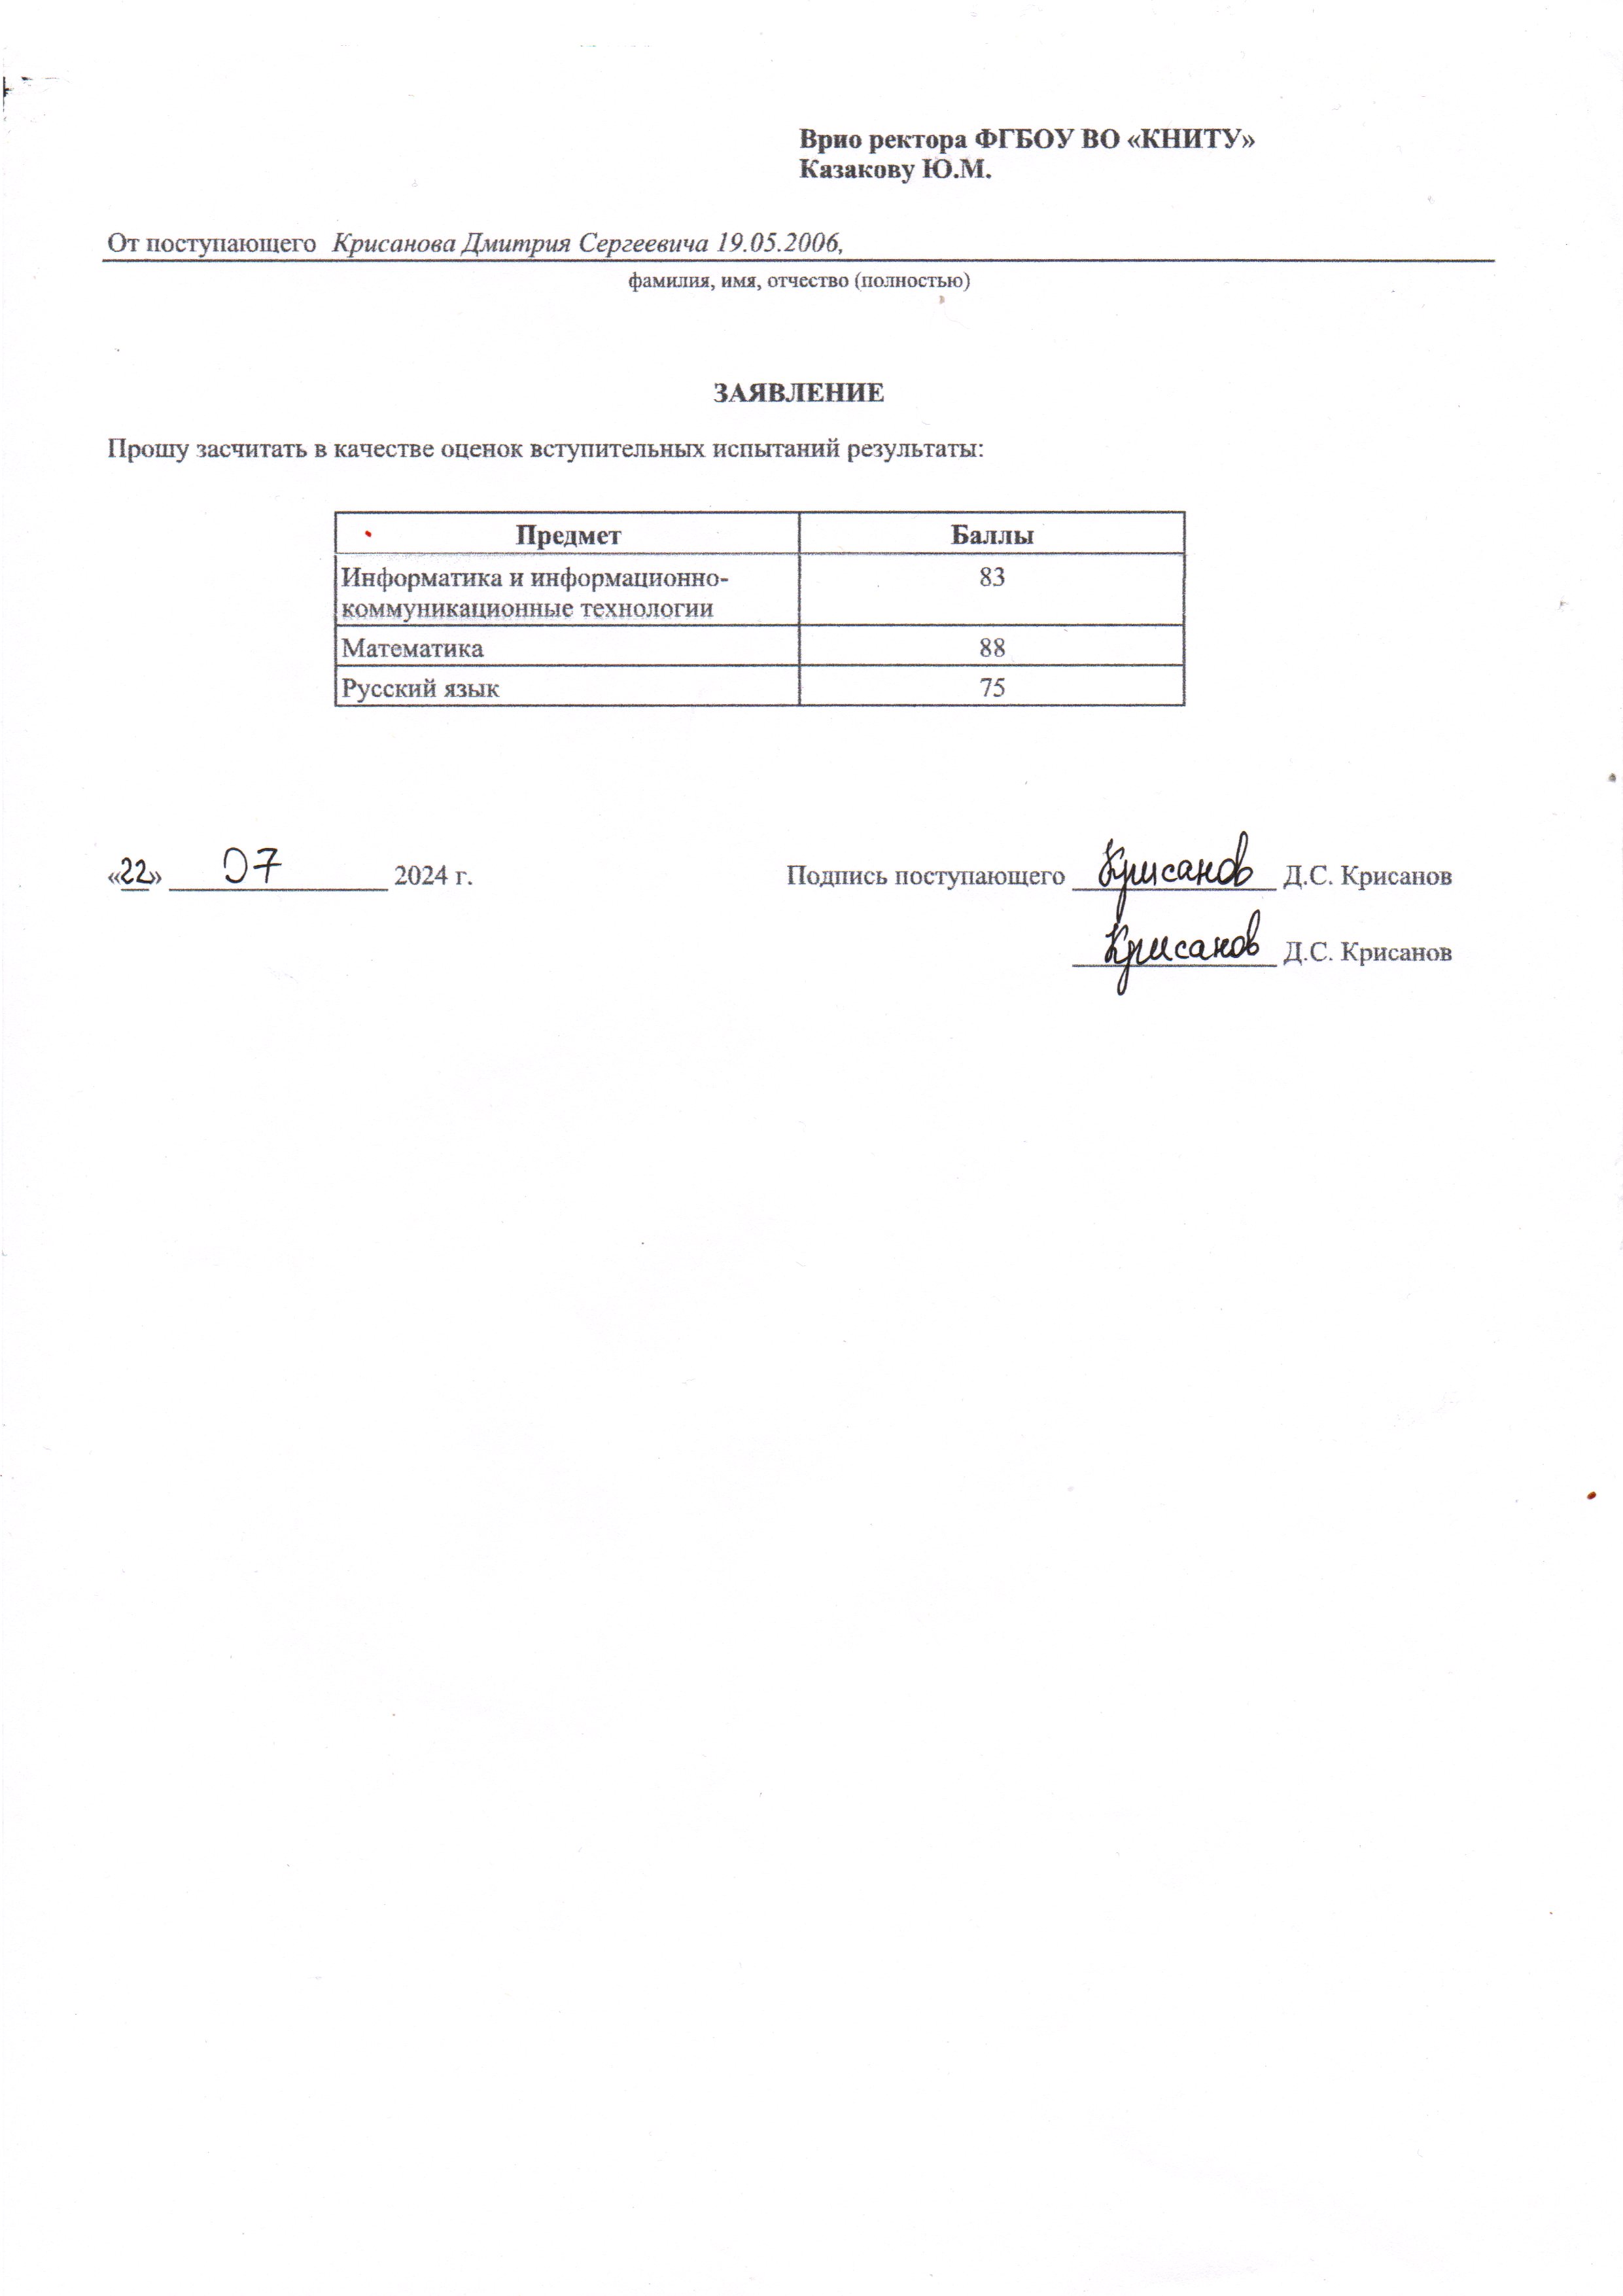 Врио ректора ФГБОУ ВО «КНИТУ»
Казакову Ю.М.
От поступающего Крисанова Дмитрия Сергеевича 19.05.2006,
фамилия, имя, отчество (полностью)
ЗАЯВЛЕНИЕ
Прошу засчитать в качестве оценок вступительных испытаний результаты:
Предмет Баллы
Информатика и информационно- 83
коммуникационные технологии
Математика 88
Русский язык 75
«22» 07 2024 г. Подпись поступающего Крисанов Д.С. Крисанов
Крисанов Д.С. Крисанов